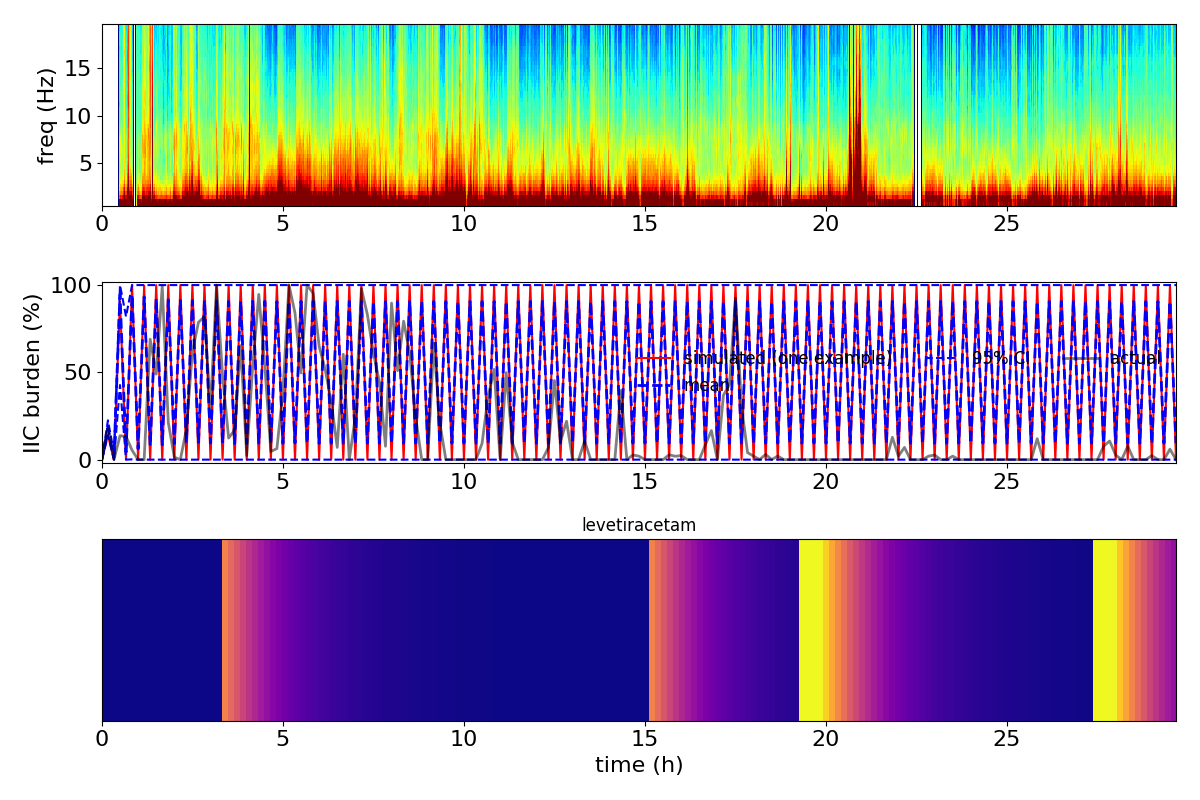 freq (Hz)
15
10
5
0 5 10 15 20 25
IIC burden (%)
100
50
0
simulated (one example) 95% C actual
mean
0 5 10 15 20 25
levetiracetam
0 5 10 15 20 25
time (h)